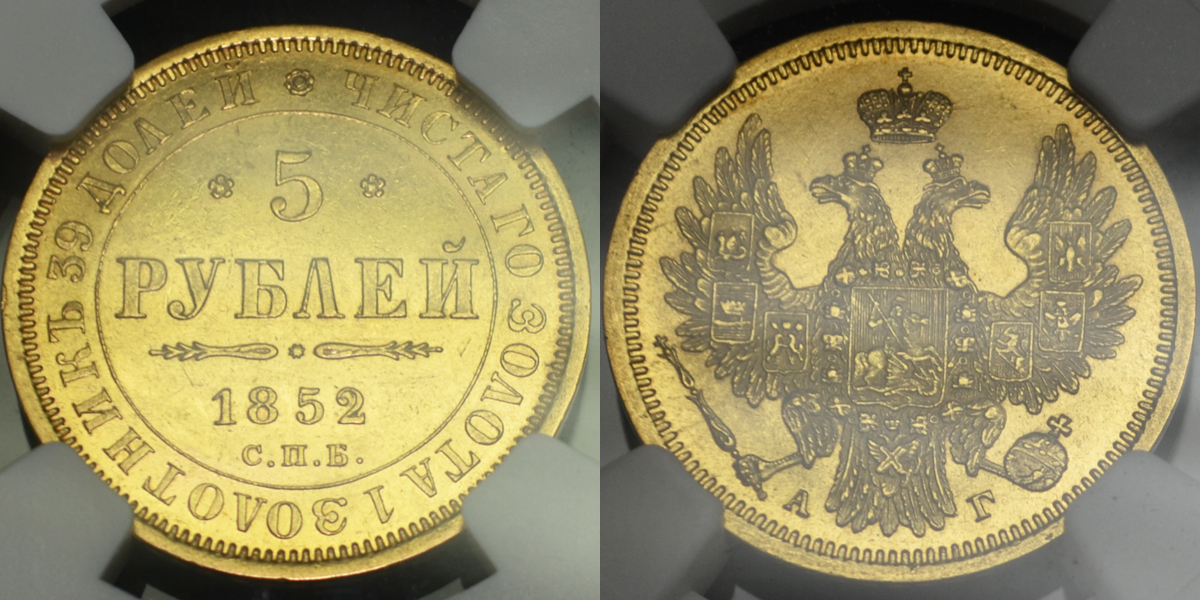 ЧИСТАГО ЗОЛОТА 1 ЗОЛОТНИКЪ 39 ДОЛЕЙ
5
РУБЛЕЙ
1852
С.П.Б.
А Г